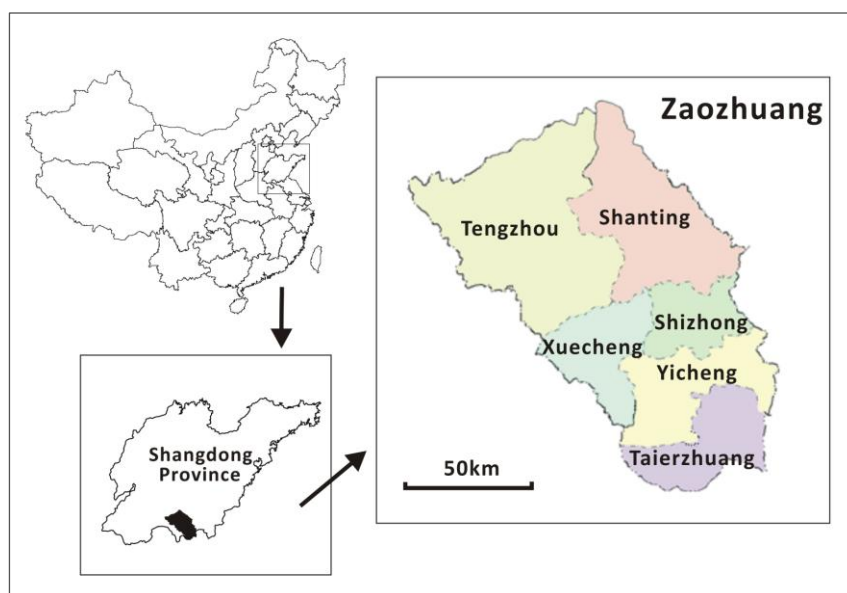 Zaozhuang
Tengzhou
Shanting
Shizhong
Xuecheng
Yicheng
Taierzhuang
50km
Shangdong
Province